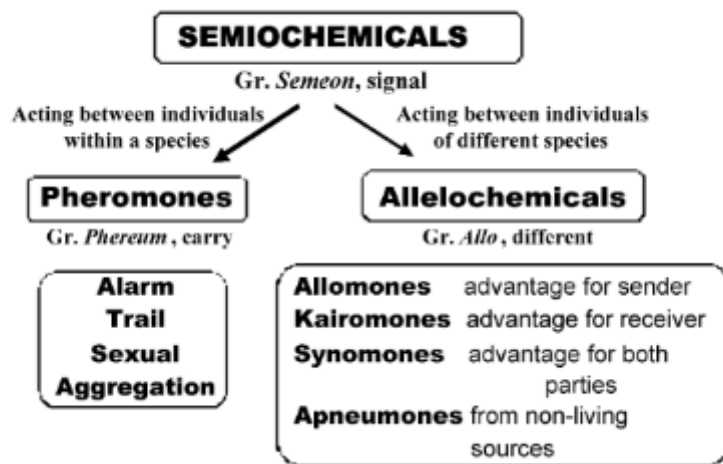 SEMIOCHEMICALS
Gr. Semeon, signal
Acting between individuals
within a species
Acting between individuals
of different species
Pheromones
Gr. Phereum , carry
Allelochemicals
Gr. Allo , different
Alarm
Trail
Sexual
Aggregation
Allomones advantage for sender
Kairomones advantage for receiver
Synomones advantage for both
parties
Apneumones from non-living
sources